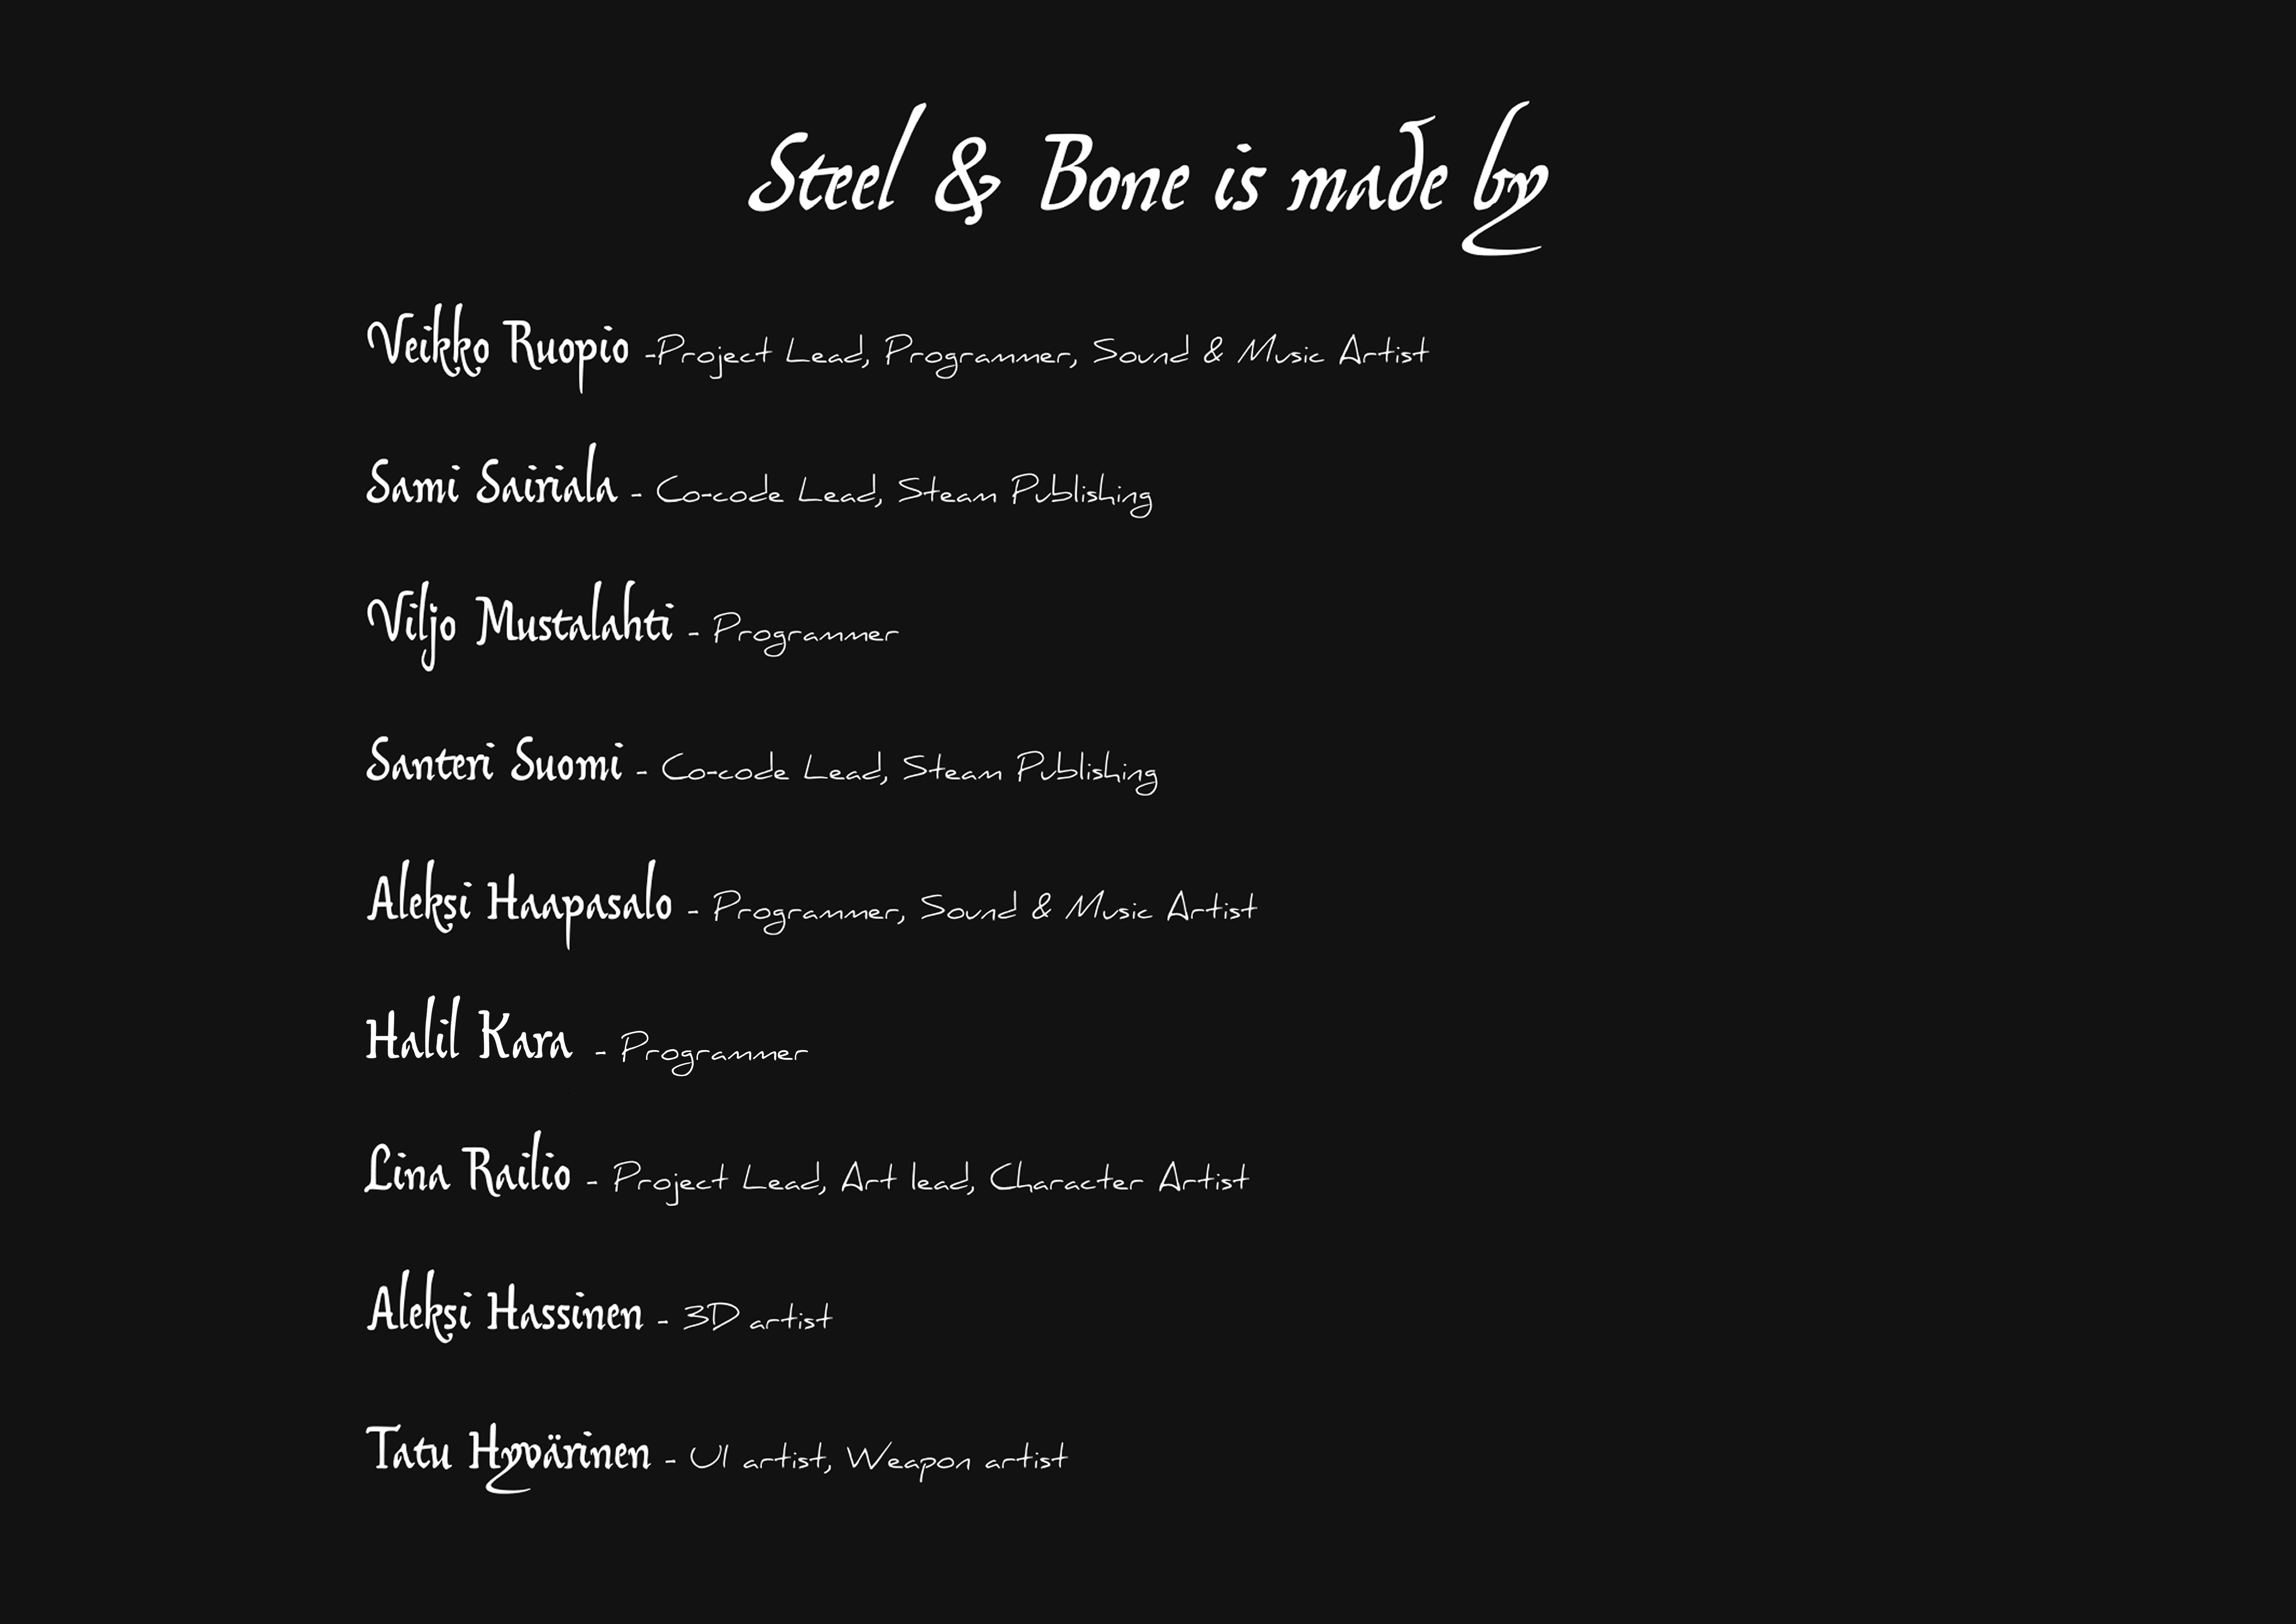 Steel & Bone is made by
Veikko Ruopio -Project Lead, Programmer, Sound & Music Artist
Sami Sairiala - Co-code Lead, Steam Publishing
Viljo Mustalahti - Programmer
Santeri Suomi - Co-code Lead, Steam Publishing
Aleksi Haapasalo - Programmer, Sound & Music Artist
Halil Kara - Programmer
Lina Railio - Project Lead, Art lead, Character Artist
Aleksi Hassinen - 3D artist
Tatu Hyvärinen - UI artist, Weapon artist